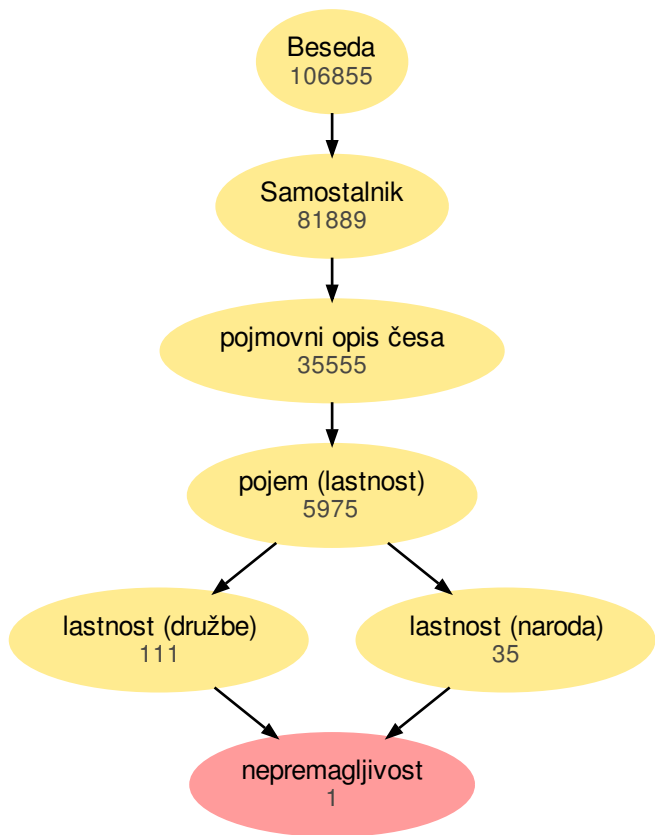 Beseda
106855
Samostalnik
81889
pojmovni opis česa
35555
pojem (lastnost)
5975
lastnost (družbe)
111
lastnost (naroda)
35
nepremagljivost
1